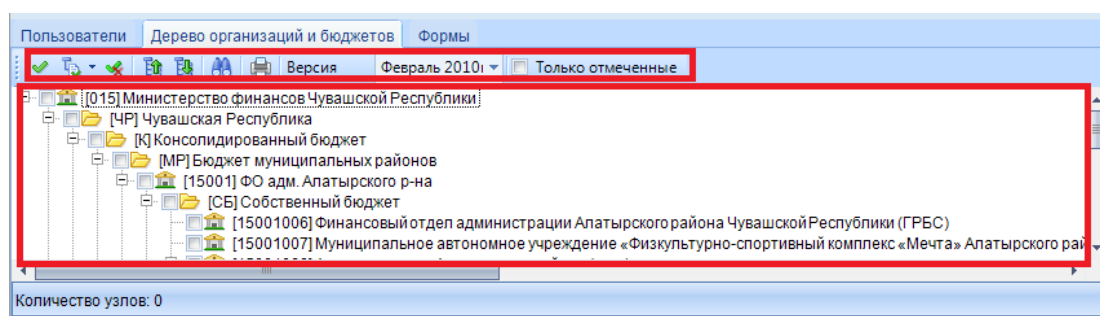 Пользователи Дерево организаций и бюджетов Формы
Версия Февраль 2010 Только отмеченные
[015] Министерство финансов Чувашской Республики
[ЧР] Чувашская Республика
[К] Консолидированный бюджет
[МР] Бюджет муниципальных районов
[15001] ФО адм. Алатырского р-на
[СБ] Собственный бюджет
[15001006] Финансовый отдел администрации Алатырского района Чувашской Республики (ГРБС)
[15001007] Муниципальное автономное учреждение «Физкультурно-спортивный комплекс «Мечта» Алатырского рай
Количество узлов: 0